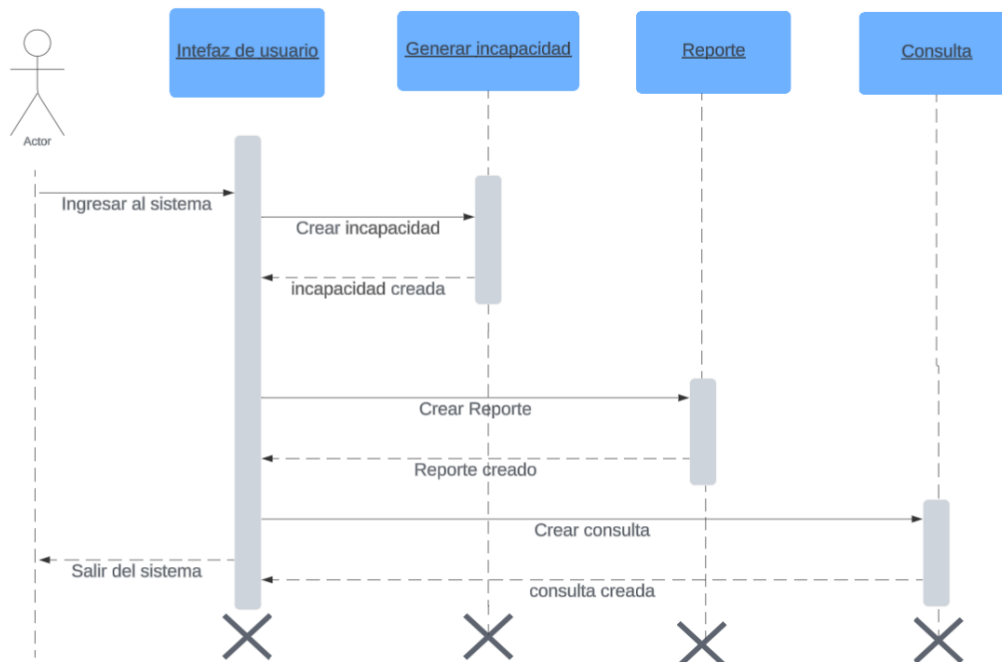 Intefaz de usuario
Generar incapacidad
Reporte
Consulta
Actor
Ingresar al sistema
Crear incapacidad
incapacidad creada
Crear Reporte
Reporte creado
Crear consulta
Salir del sistema
consulta creada